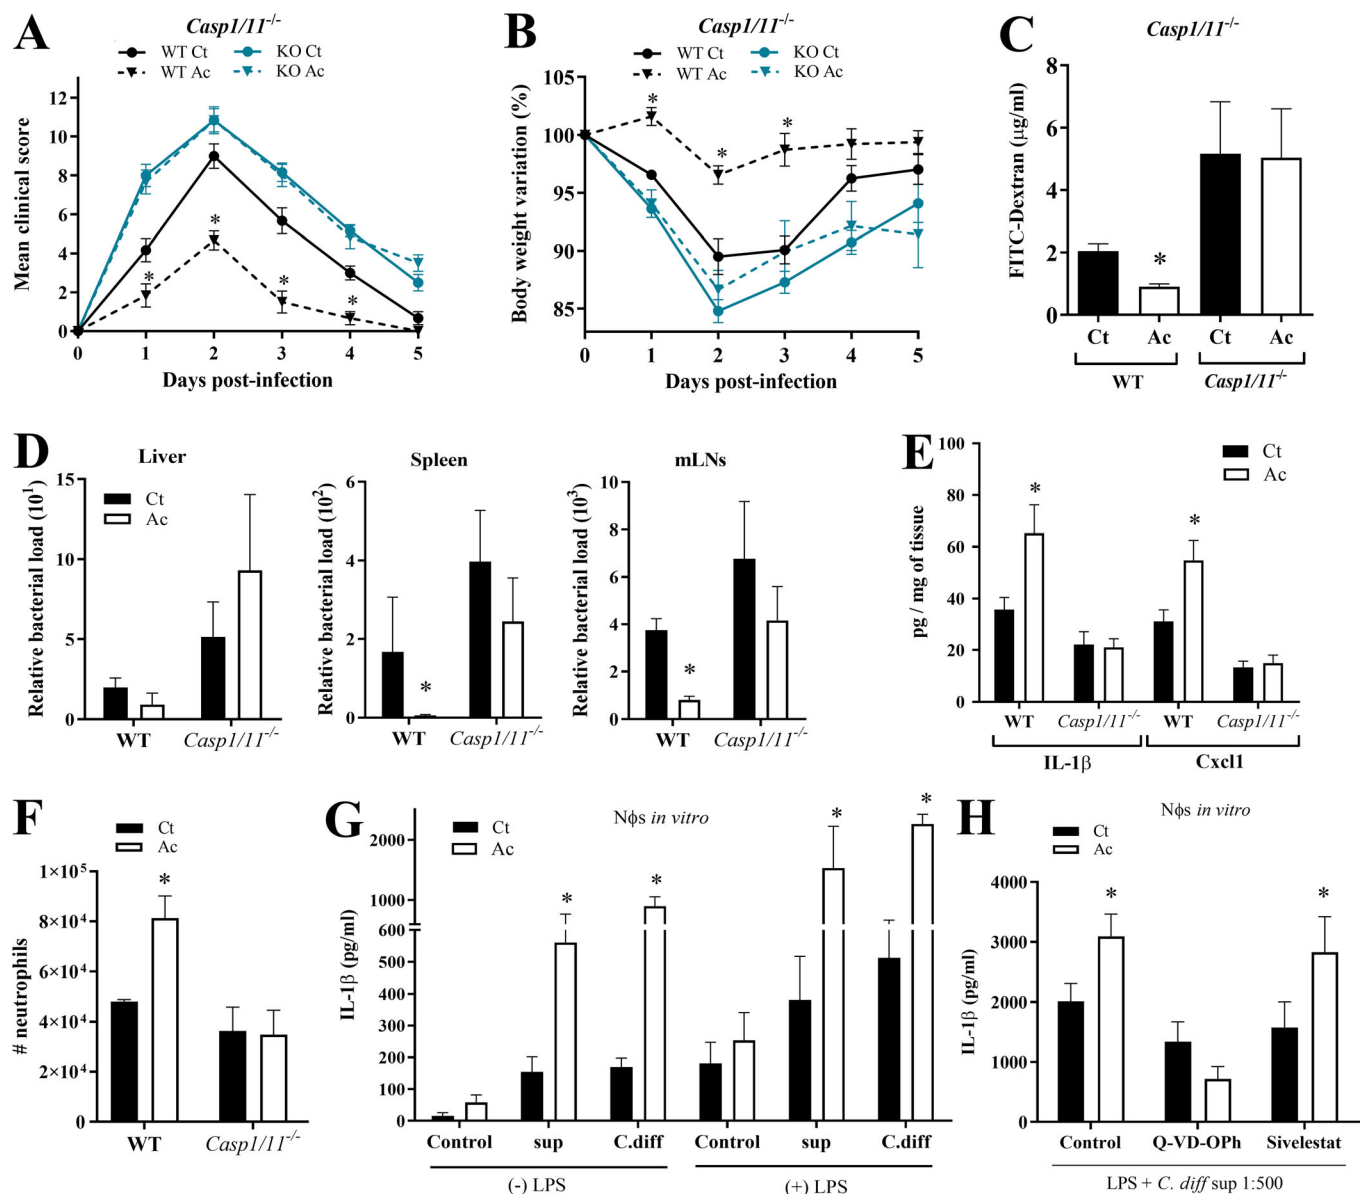 A
Casp1/11-/-
WT Ct
KO Ct
WT Ac
KO Ac
Mean clinical score
12
10
8
6
4
2
0
*
*
*
*
0
1
2
3
4
5
Days post-infection
B
Casp1/11-/-
WT Ct
KO Ct
WT Ac
KO Ac
Body weight variation (%)
105
100
95
90
85
*
*
*
0
1
2
3
4
5
Days post-infection
C
Casp1/11-/-
FITC-Dextran (μg/ml)
8
6
4
2
0
*
Ct
Ac
Ct
Ac
WT
Casp1/11-/-
D
Liver
Relative bacterial load (10¹)
15
10
5
0
Ct
Ac
WT
Casp1/11-/-
Spleen
Relative bacterial load (10²)
6
4
2
0
*
WT
Casp1/11-/-
mLNs
Relative bacterial load (10³)
10
8
6
4
2
0
*
WT
Casp1/11-/-
E
Ct
Ac
pg / mg of tissue
100
80
60
40
20
0
*
*
WT
Casp1/11-/-
WT
Casp1/11-/-
IL-1β
Cxcl1
F
Ct
Ac
# neutrophils
1×10⁵
8×10⁴
6×10⁴
4×10⁴
2×10⁴
0
*
WT
Casp1/11-/-
G
Nϕs in vitro
Ct
Ac
IL-1β (pg/ml)
2000
1000
600
500
400
300
200
100
0
*
*
*
*
Control
sup
C.diff
Control
sup
C.diff
(-) LPS
(+) LPS
H
Nϕs in vitro
Ct
Ac
IL-1β (pg/ml)
4000
3000
2000
1000
0
*
*
Control
Q-VD-OPh
Sivelestat
LPS + C. diff sup 1:500